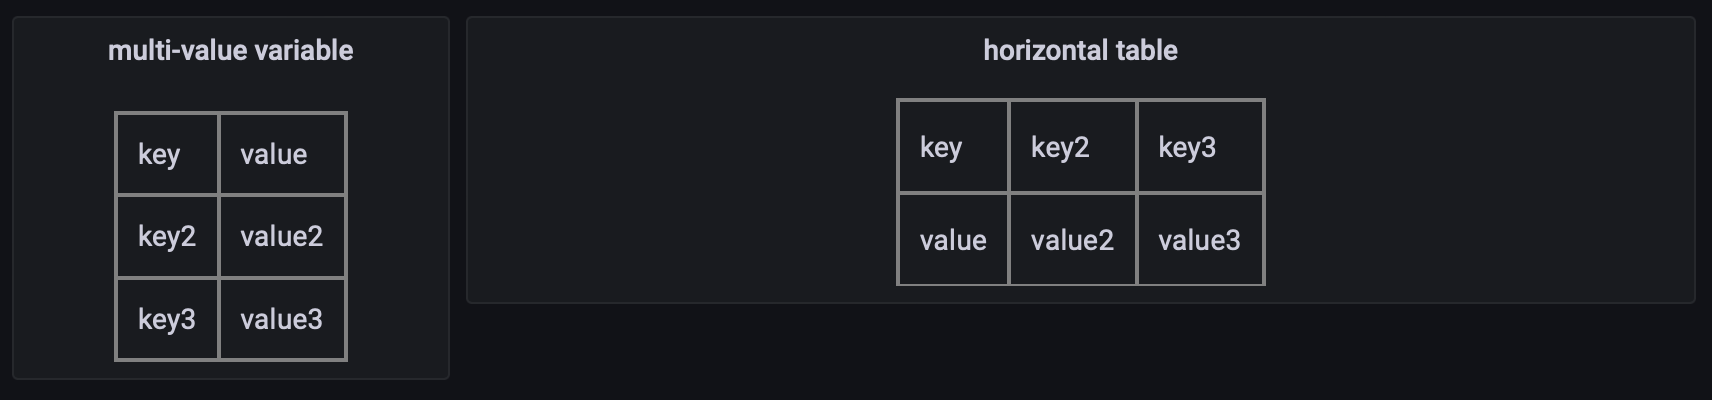 multi-value variable
key value
key2 value2
key3 value3
horizontal table
key key2 key3
value value2 value3